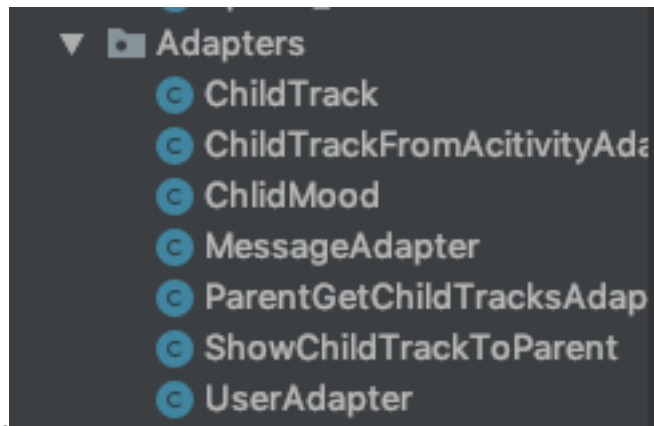 Adapters
ChildTrack
ChildTrackFromAcitivityAda
ChlidMood
MessageAdapter
ParentGetChildTracksAdap
ShowChildTrackToParent
UserAdapter